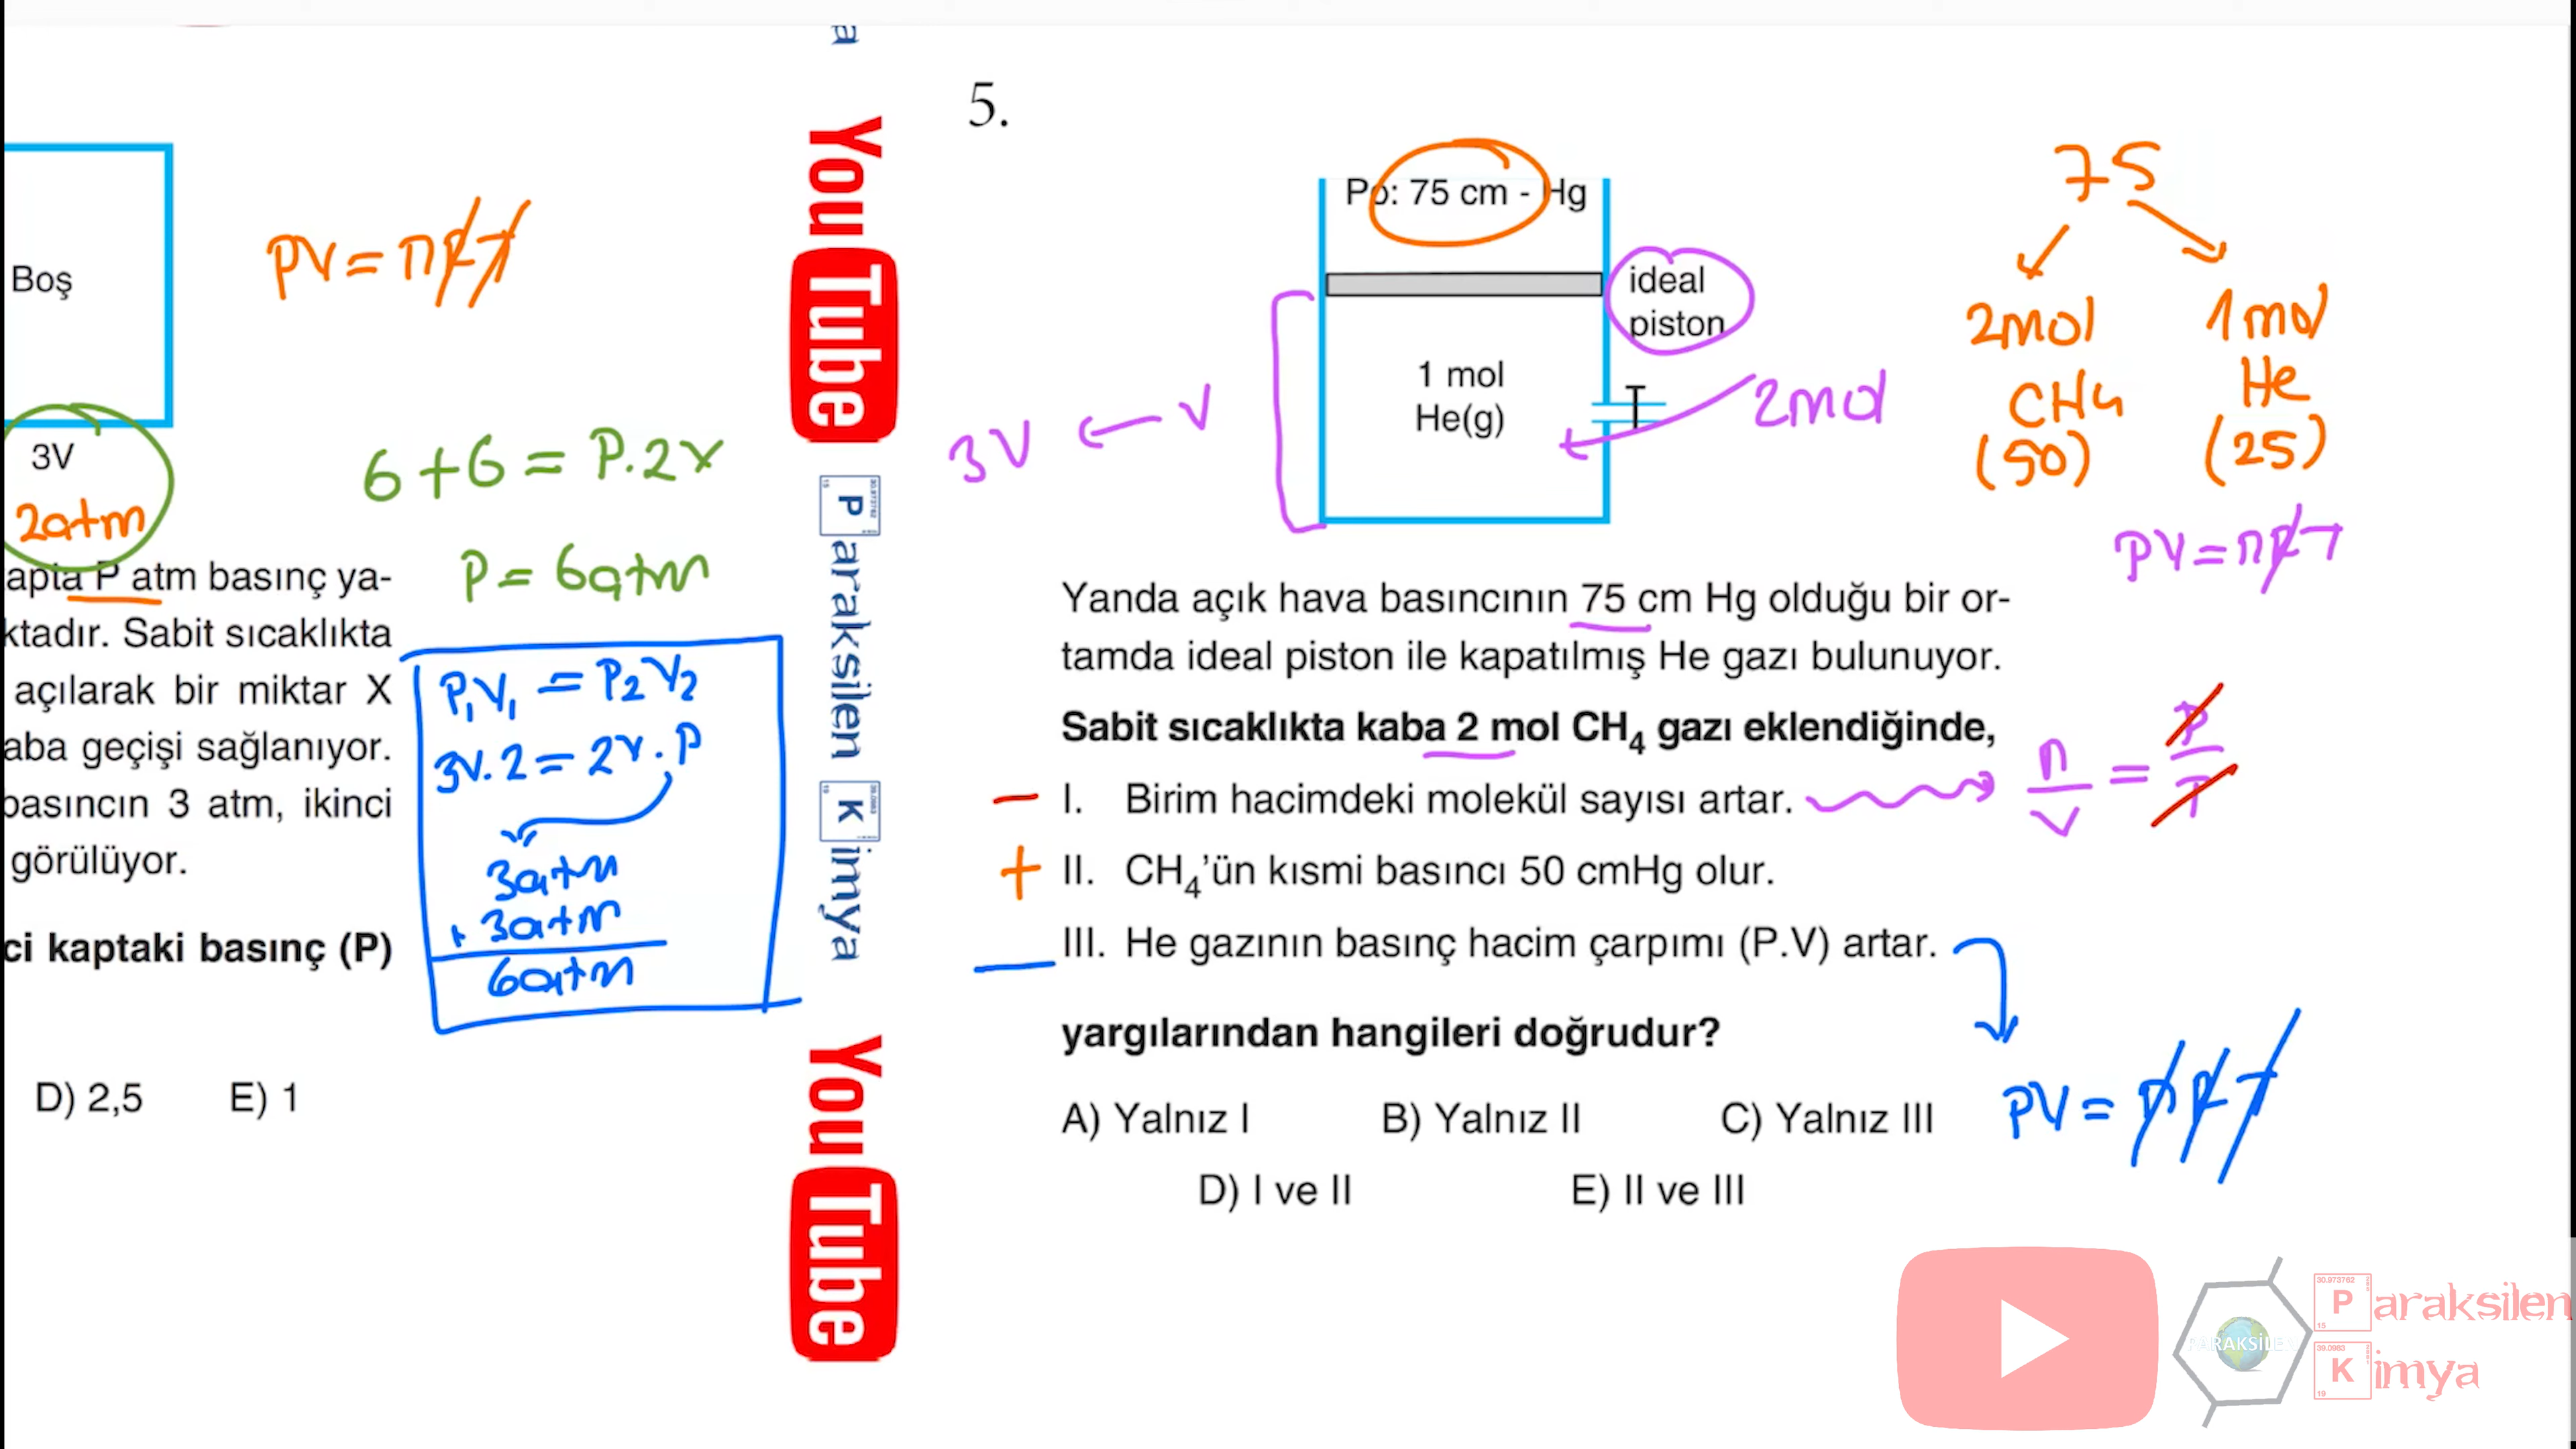 Boş
3V
2atm
PV = nRT
6+6 = P.2V
P = 6atm
apta P atm basınç ya-
ktadır. Sabit sıcaklıkta
açılarak bir miktar X
aba geçişi sağlanıyor.
basıncın 3 atm, ikinci
görülüyor.
ci kaptaki basınç (P)
D) 2,5 E) 1
P₁V₁ = P₂V₂
3V.2 = 2V.P
3atm
+ 3atm
6atm
a
YouTube
Paraksilen Kimya
YouTube
5.
Po: 75 cm - Hg
ideal
piston
1 mol
He(g)
3V ← V
2mol
75
2mol
CH4
(50)
1mol
He
(25)
PV = nRT
Yanda açık hava basıncının 75 cm Hg olduğu bir or-
tamda ideal piston ile kapatılmış He gazı bulunuyor.
Sabit sıcaklıkta kaba 2 mol CH₄ gazı eklendiğinde,
– I. Birim hacimdeki molekül sayısı artar.
n/V = P/T
+ II. CH₄'ün kısmi basıncı 50 cmHg olur.
– III. He gazının basınç hacim çarpımı (P.V) artar.
yargılarından hangileri doğrudur?
PV = nRT
A) Yalnız I B) Yalnız II C) Yalnız III
D) I ve II E) II ve III
PARAKSİLEN
Paraksilen
Kimya